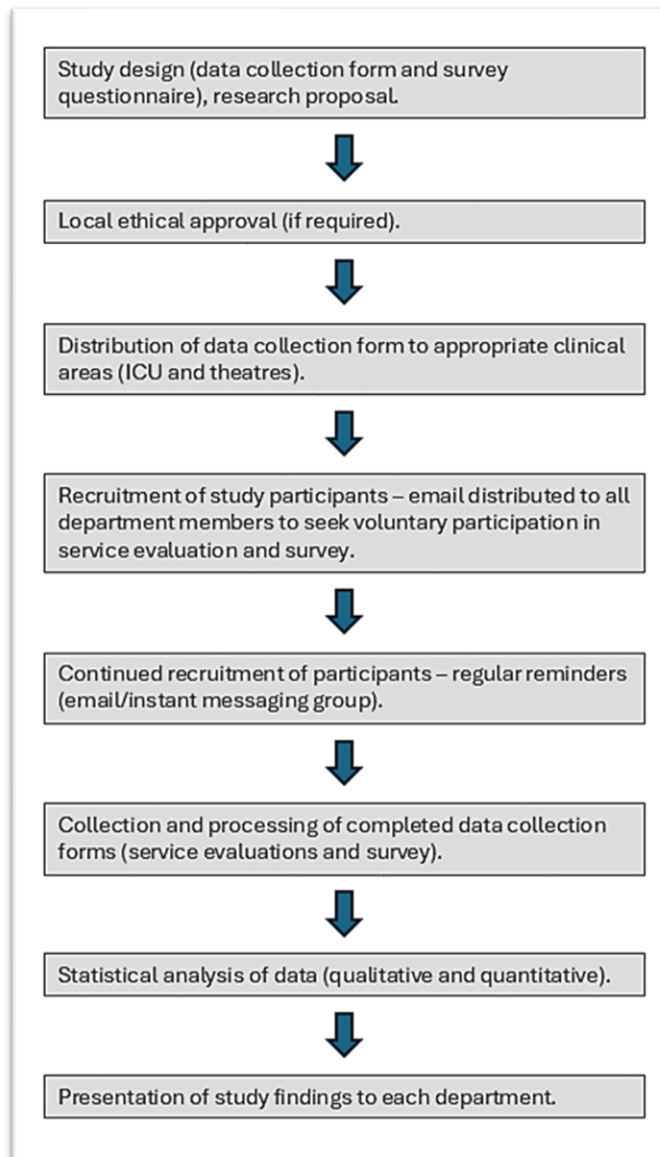 Study design (data collection form and survey
questionnaire), research proposal.
Local ethical approval (if required).
Distribution of data collection form to appropriate clinical
areas (ICU and theatres).
Recruitment of study participants – email distributed to all
department members to seek voluntary participation in
service evaluation and survey.
Continued recruitment of participants – regular reminders
(email/instant messaging group).
Collection and processing of completed data collection
forms (service evaluations and survey).
Statistical analysis of data (qualitative and quantitative).
Presentation of study findings to each department.